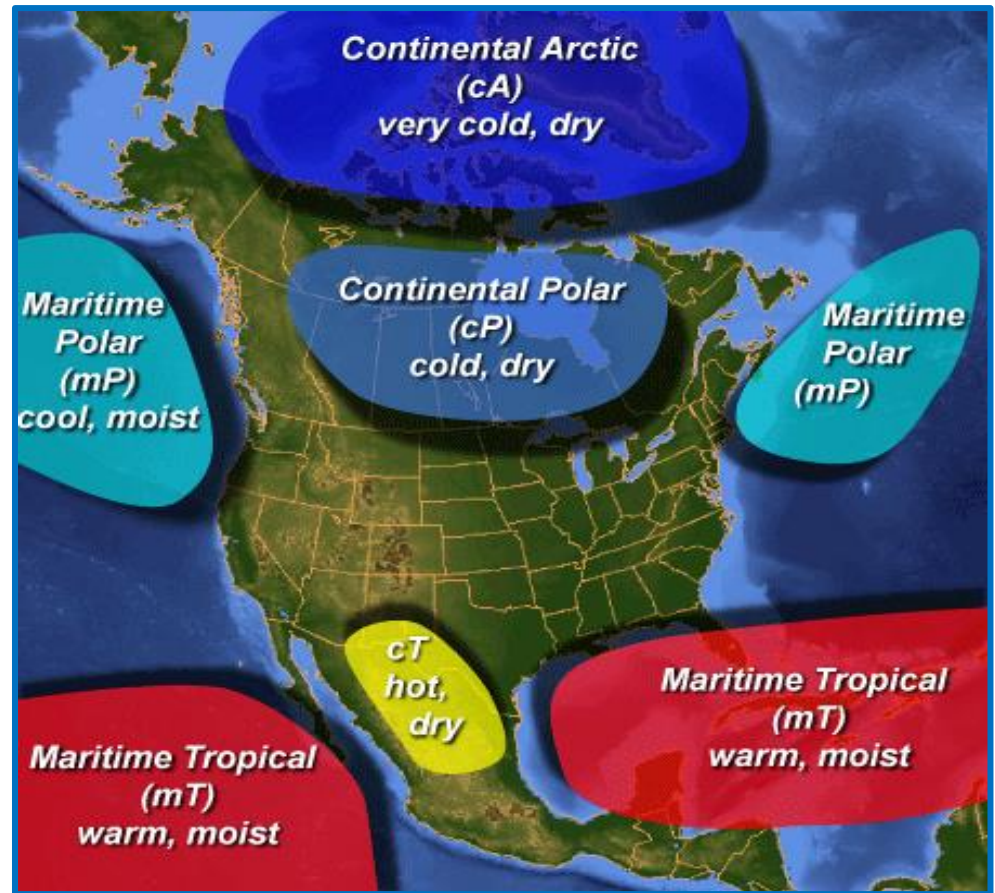 Continental Arctic
(cA)
very cold, dry
Continental Polar
(cP)
cold, dry
Maritime
Polar
(mP)
cool, moist
Maritime
Polar
(mP)
cT
hot,
dry
Maritime Tropical
(mT)
warm, moist
Maritime Tropical
(mT)
warm, moist